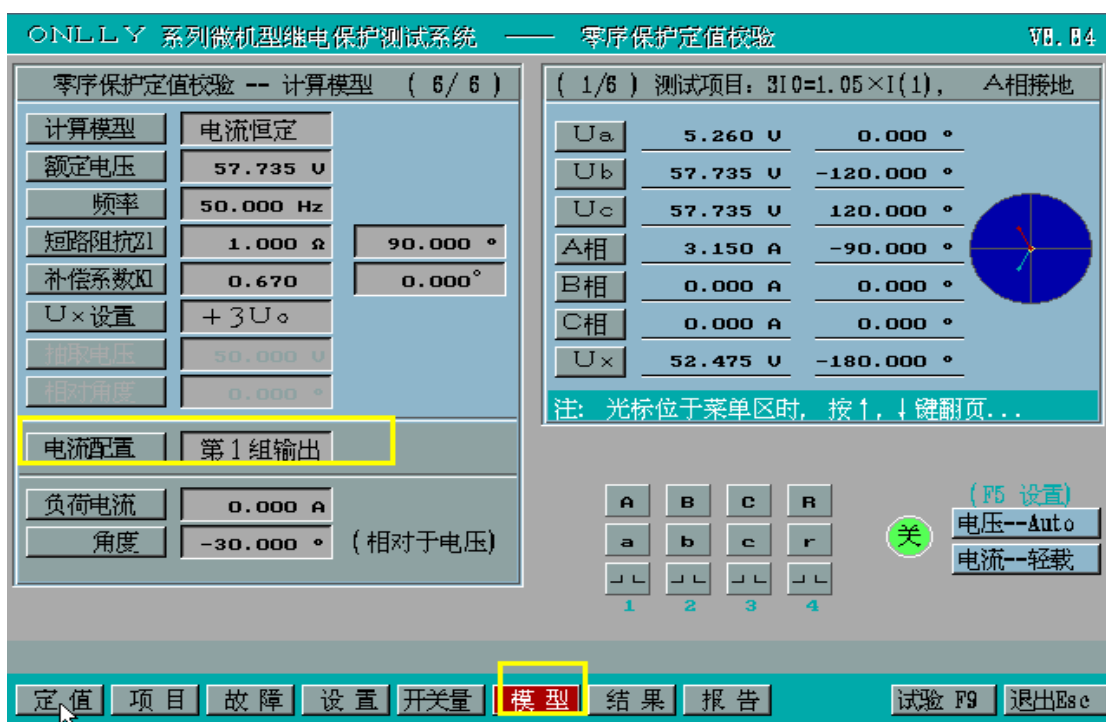 ONLLY 系列微机型继电保护测试系统 —— 零序保护定值校验 V8.84
零序保护定值校验 -- 计算模型 ( 6/ 6 )
计算模型 电流恒定
额定电压 57.735 V
频率 50.000 Hz
短路阻抗Z1 1.000 Ω 90.000 °
补偿系数Kl 0.670 0.000°
U×设置 +3Uo
抽取电压 50.000 V
相对角度 0.000 °
电流配置 第1组输出
负荷电流 0.000 A
角度 -30.000 ° (相对于电压)
( 1/6 ) 测试项目: 3I0=1.05×I(1), A相接地
Ua 5.260 V 0.000 °
Ub 57.735 V -120.000 °
Uc 57.735 V 120.000 °
A相 3.150 A -90.000 °
B相 0.000 A 0.000 °
C相 0.000 A 0.000 °
U× 52.475 V -180.000 °
注: 光标位于菜单区时, 按↑,↓键翻页...
A B C R
a b c r
1 2 3 4
关
(F5 设置)
电压--Auto
电流--轻载
定 值 项 目 故 障 设 置 开关量 模 型 结 果 报 告 试验 F9 退出Esc